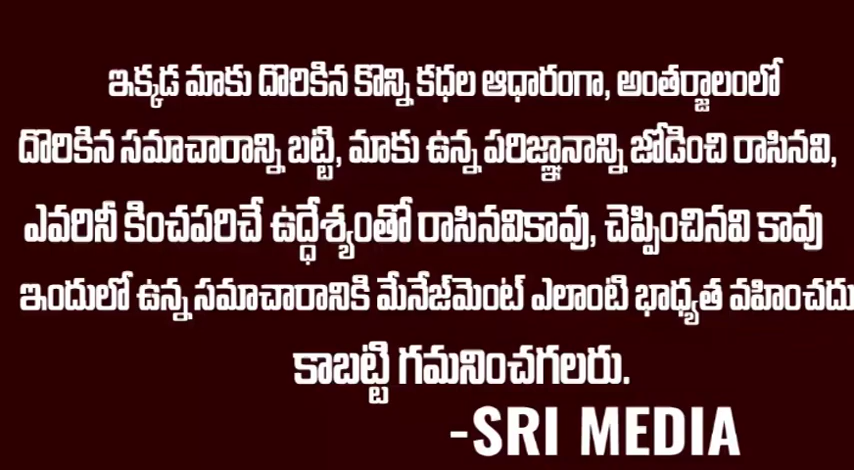 ఇక్కడ మాకు దొరికిన కొన్ని కధల ఆధారంగా, అంతర్జాలంలో
దొరికిన సమాచారాన్ని బట్టి, మాకు ఉన్న పరిజ్ఞానాన్ని జోడించి రాసినవి,
ఎవరినీ కించపరిచే ఉద్ధేశ్యంతో రాసినవికావు, చెప్పించినవి కావు
ఇందులో ఉన్న సమాచారానికి మేనేజ్‌మెంట్ ఎలాంటి భాధ్యత వహించదు
కాబట్టి గమనించగలరు.
-SRI MEDIA